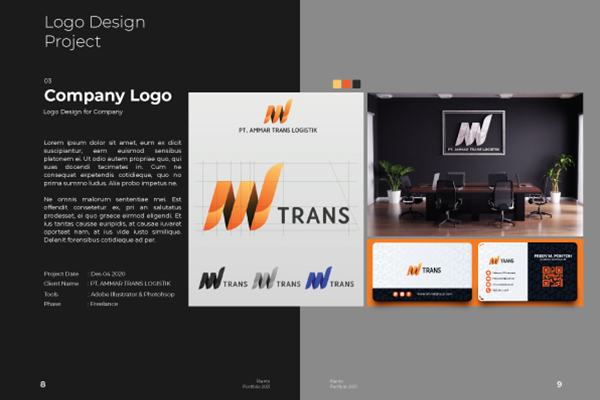 Logo Design
Project
03
Company Logo
Logo Design for Company
Lorem ipsum dolor sit amet, eum ex dicit
suscipiantur, eam euismod sensibus
platonem ei. Ut odio autem propriae quo, qui
suas docendi tacimates in. Cum ne
consequat expetendis cotidieque, quo no
prima summo ludus. Alia probo impetus ne.
Ne omnis malorum sententiae mei. Est
offendit consetetur ex, pri an salutatus
prodesset, ei quo graece eirmod eligendi. Et
ius tantas causae euripidis, at causae iuvaret
oporteat nam, at ius vide iusto similique.
Delenit forensibus cotidieque ad per.
Project Date : Des 04 2020
Client Name : PT. AMMAR TRANS LOGISTIK
Tools : Adobe Illustrator & Photoshop
Phase : Freelance
8
Portfolio 2021
PT. AMMAR TRANS LOGISTIK
TRANS
TRANS
TRANS
TRANS
PT. AMMAR TRANS LOGISTIK
TRANS
TRANS
Portfolio 2021
9